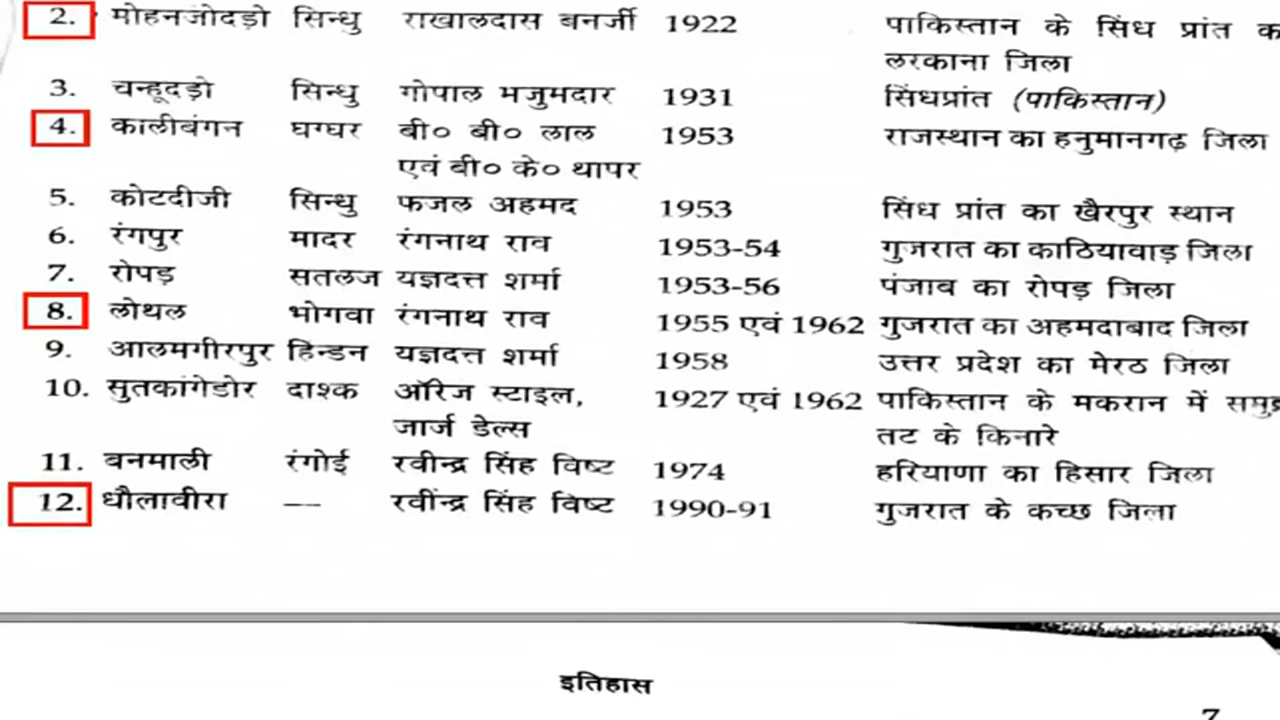 2. मोहनजोदड़ो सिन्धु राखालदास बनर्जी 1922 पाकिस्तान के सिंध प्रांत क
लरकाना जिला
3. चन्हूदड़ो सिन्धु गोपाल मजुमदार 1931 सिंधप्रांत (पाकिस्तान)
4. कालीबंगन घग्घर बी० बी० लाल 1953 राजस्थान का हनुमानगढ़ जिला
एवं बी० के० थापर
5. कोटदीजी सिन्धु फजल अहमद 1953 सिंध प्रांत का खैरपुर स्थान
6. रंगपुर मादर रंगनाथ राव 1953-54 गुजरात का काठियावाड़ जिला
7. रोपड़ सतलज यज्ञदत्त शर्मा 1953-56 पंजाब का रोपड़ जिला
8. लोथल भोगवा रंगनाथ राव 1955 एवं 1962 गुजरात का अहमदाबाद जिला
9. आलमगीरपुर हिन्डन यज्ञदत्त शर्मा 1958 उत्तर प्रदेश का मेरठ जिला
10. सुतकांगेडोर दाश्क ऑरेज स्टाइल, 1927 एवं 1962 पाकिस्तान के मकरान में समुद्र
जार्ज डेल्स तट के किनारे
11. बनमाली रंगोई रवीन्द्र सिंह विष्ट 1974 हरियाणा का हिसार जिला
12. धौलावीरा — रवींन्द्र सिंह विष्ट 1990-91 गुजरात के कच्छ जिला
इतिहास
7